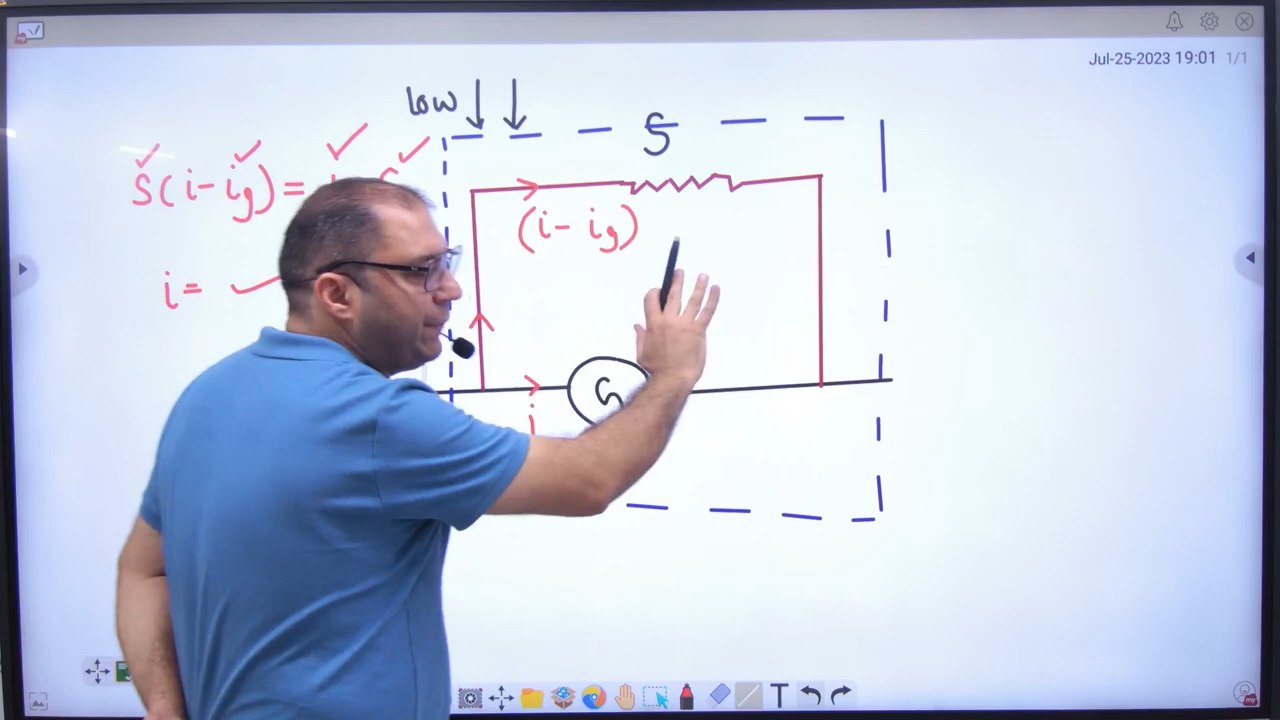 Jul-25-2023 19:01 1/1
low
S
S(i-ig)=
(i-ig)
i=
G
i
T